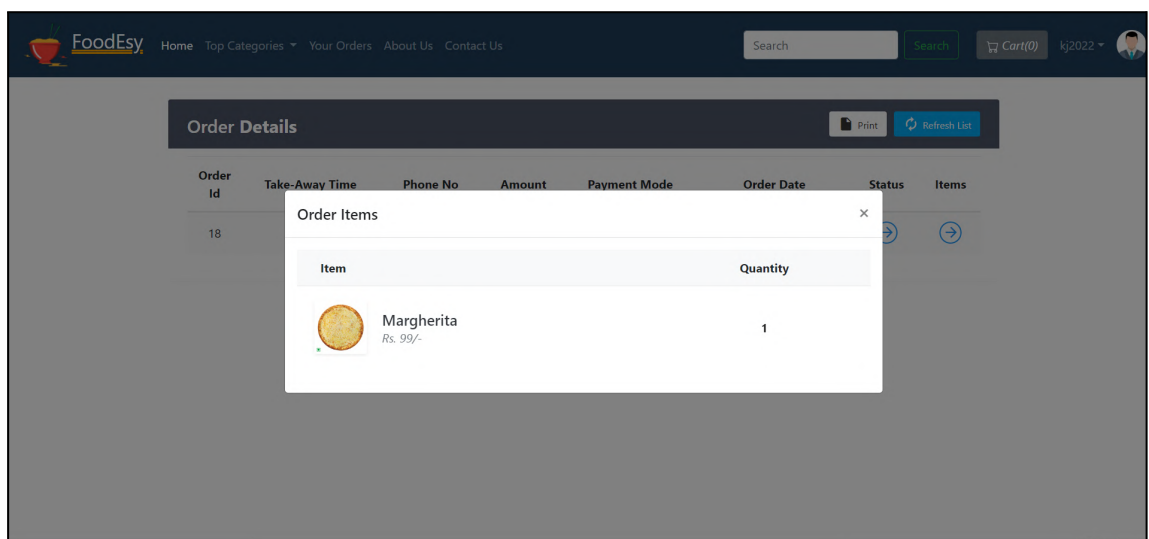 FoodEsy Home Top Categories Your Orders About Us Contact Us Search Search Cart(0) kj2022
Order Details Print Refresh List
Order Id Take-Away Time Phone No Amount Payment Mode Order Date Status Items
18
Order Items ×
Item Quantity
Margherita 1
Rs. 99/-